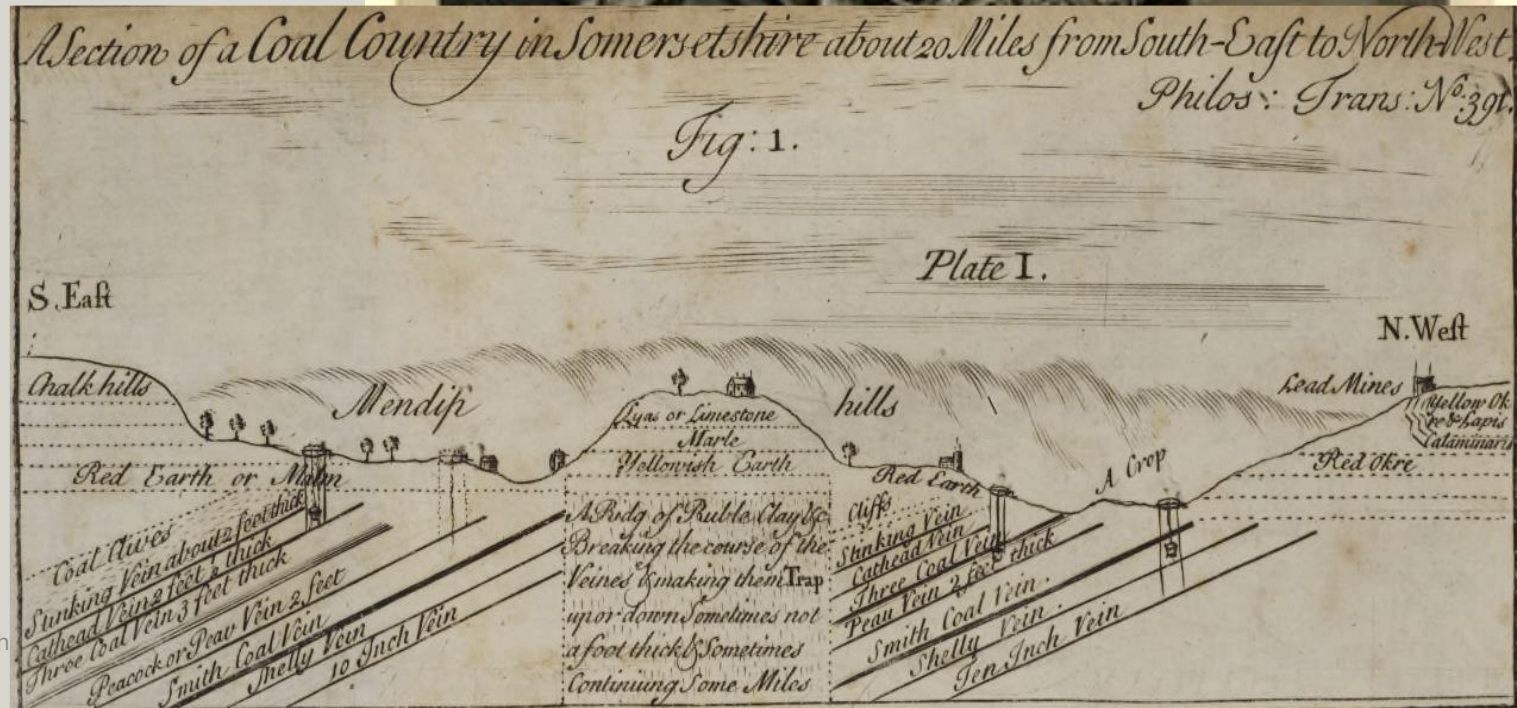 A Section of a Coal Country in Somersetshire about 20 Miles from South-East to North-West.
Philos: Trans: No. 391.
Fig: 1.
Plate I.
S. East
N. West
Chalk hills
Mendip
hills
Lead Mines
Yellow Ok
re & Lapis
Calaminaris
Lyas or Limestone
Marle
Yellowish Earth
Red Earth or Malm
Red Earth
A Crop
Red Okre
Coal Clives
Stinking Vein about 2 feet thick
Cathead Vein 2 feet ½ thick
Three Coal Vein 3 feet thick
Peacock or Peav Vein 2 feet
Smith Coal Vein
Shelly Vein
10 Inch Vein
A Ridg of Ruble Clay &c
Breaking the course of the
Veines & making them Trap
up or down Sometimes not
a foot thick & Sometimes
Continuing Some Miles
Cliffs
Stinking Vein
Cathead Vein
Three Coal Vein
Peau Vein 2 feet thick
Smith Coal Vein.
Shelly Vein.
Ten Inch Vein